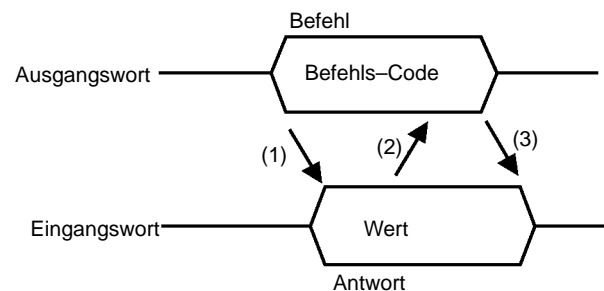 Befehl
Ausgangswort
Befehls–Code
(1)
(2)
(3)
Eingangswort
Wert
Antwort